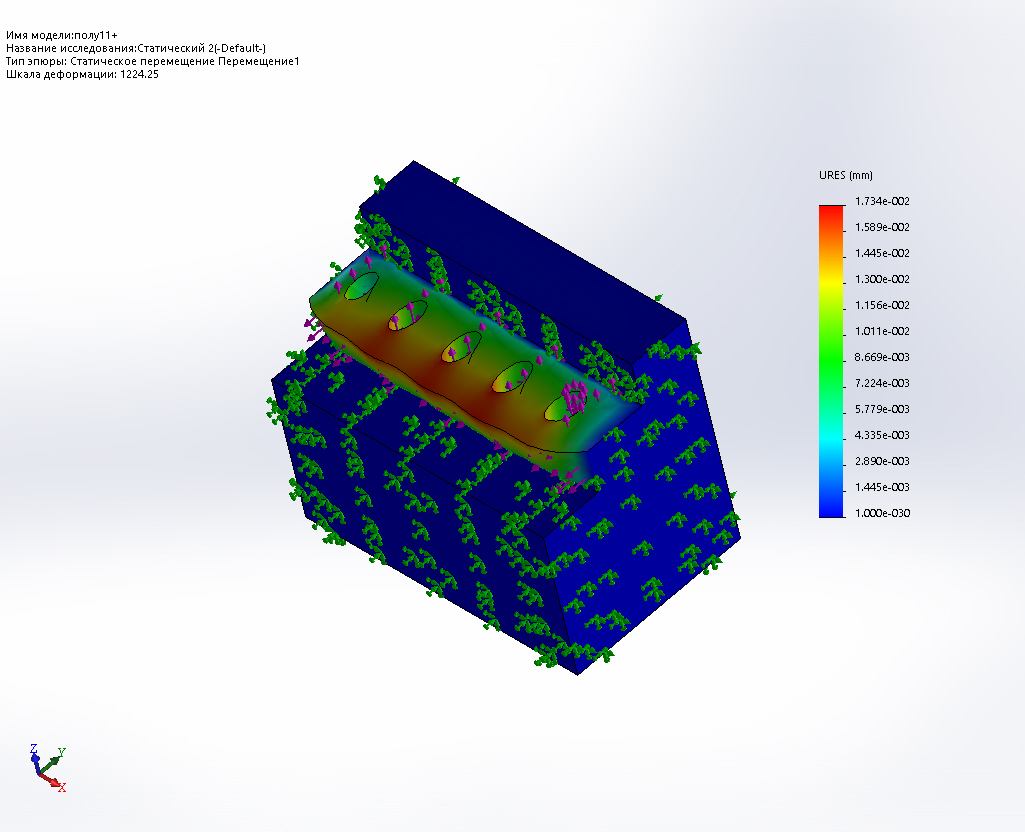 Имя модели:полу11+
Название исследования:Статический 2(-Default-)
Тип эпюры: Статическое перемещение Перемещение1
Шкала деформации: 1224.25
URES (mm)
1.734e-002
1.589e-002
1.445e-002
1.300e-002
1.156e-002
1.011e-002
8.669e-003
7.224e-003
5.779e-003
4.335e-003
2.890e-003
1.445e-003
1.000e-030
Z
Y
X